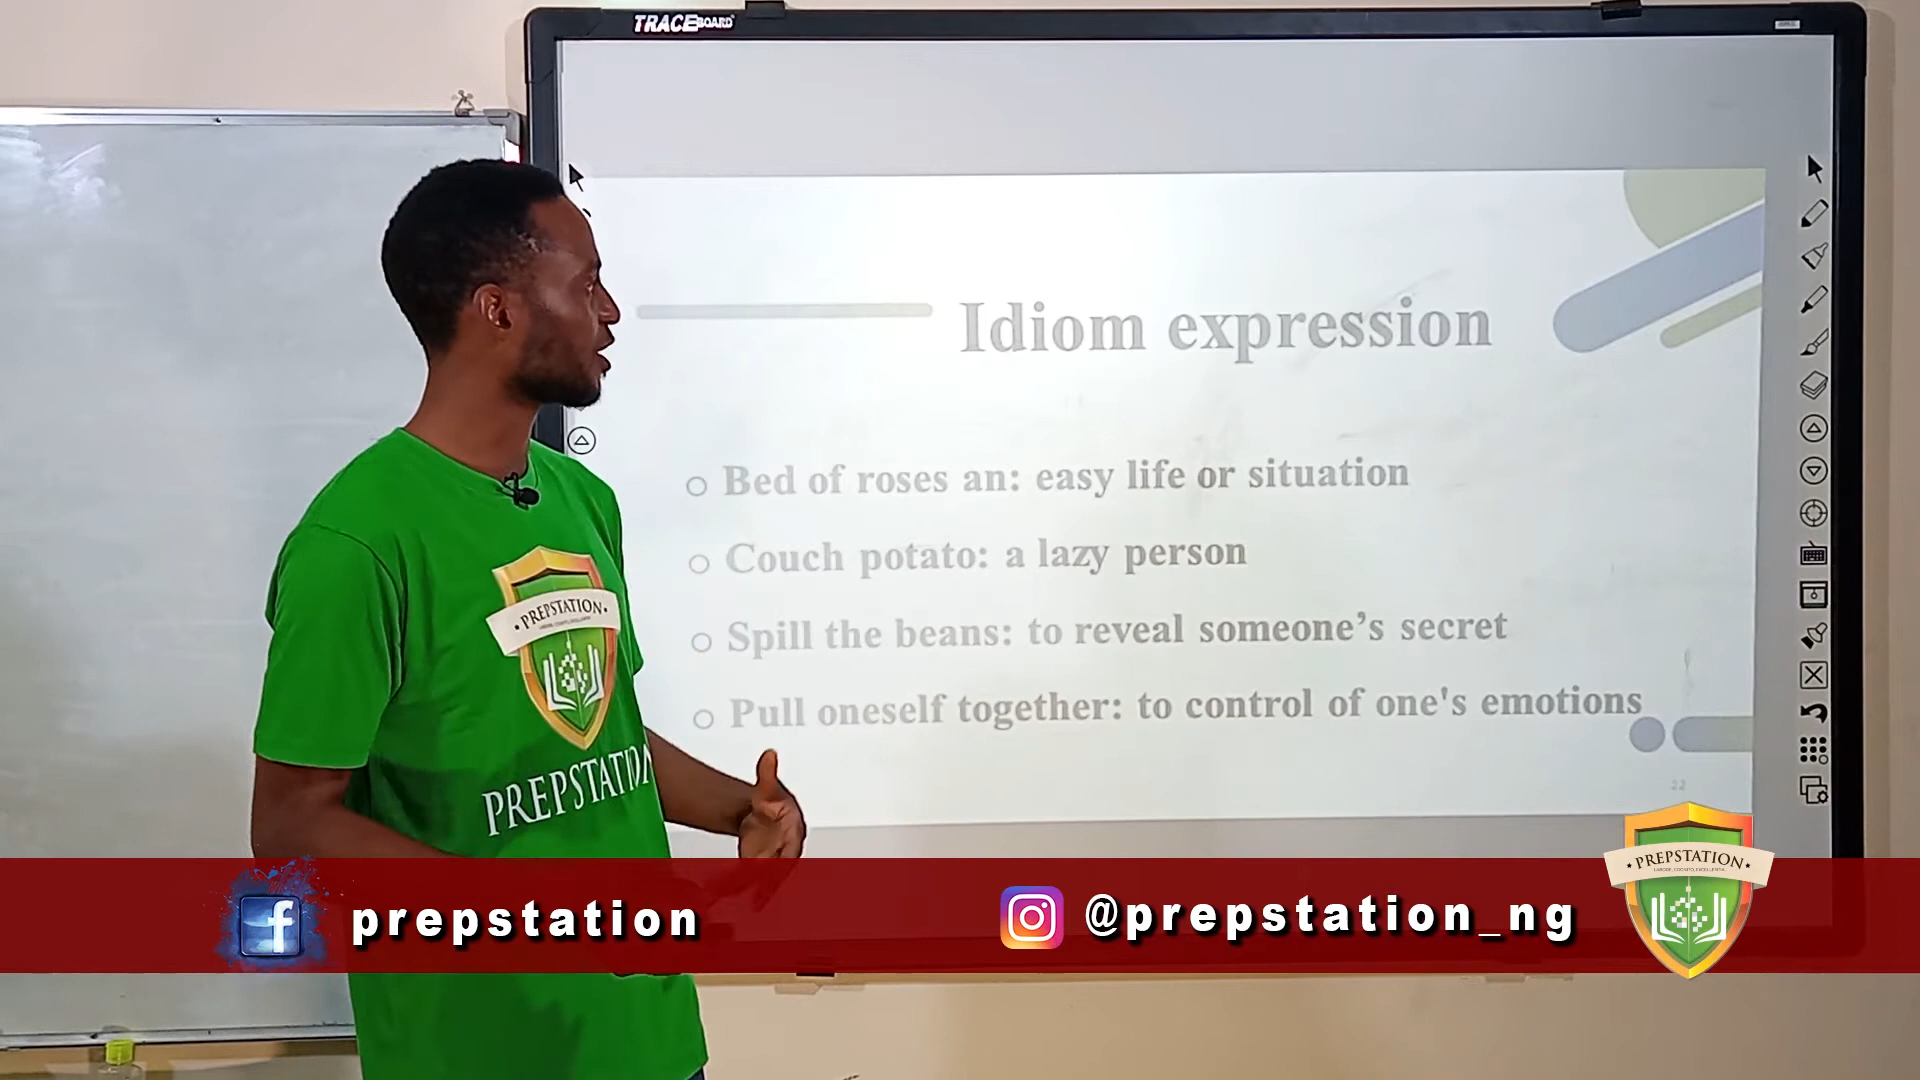 TRACEBOARD
Idiom expression
Bed of roses an: easy life or situation
Couch potato: a lazy person
Spill the beans: to reveal someone’s secret
Pull oneself together: to control of one's emotions
22
PREPSTATION
PREPSTATION
PREPSTATION
prepstation
@prepstation_ng